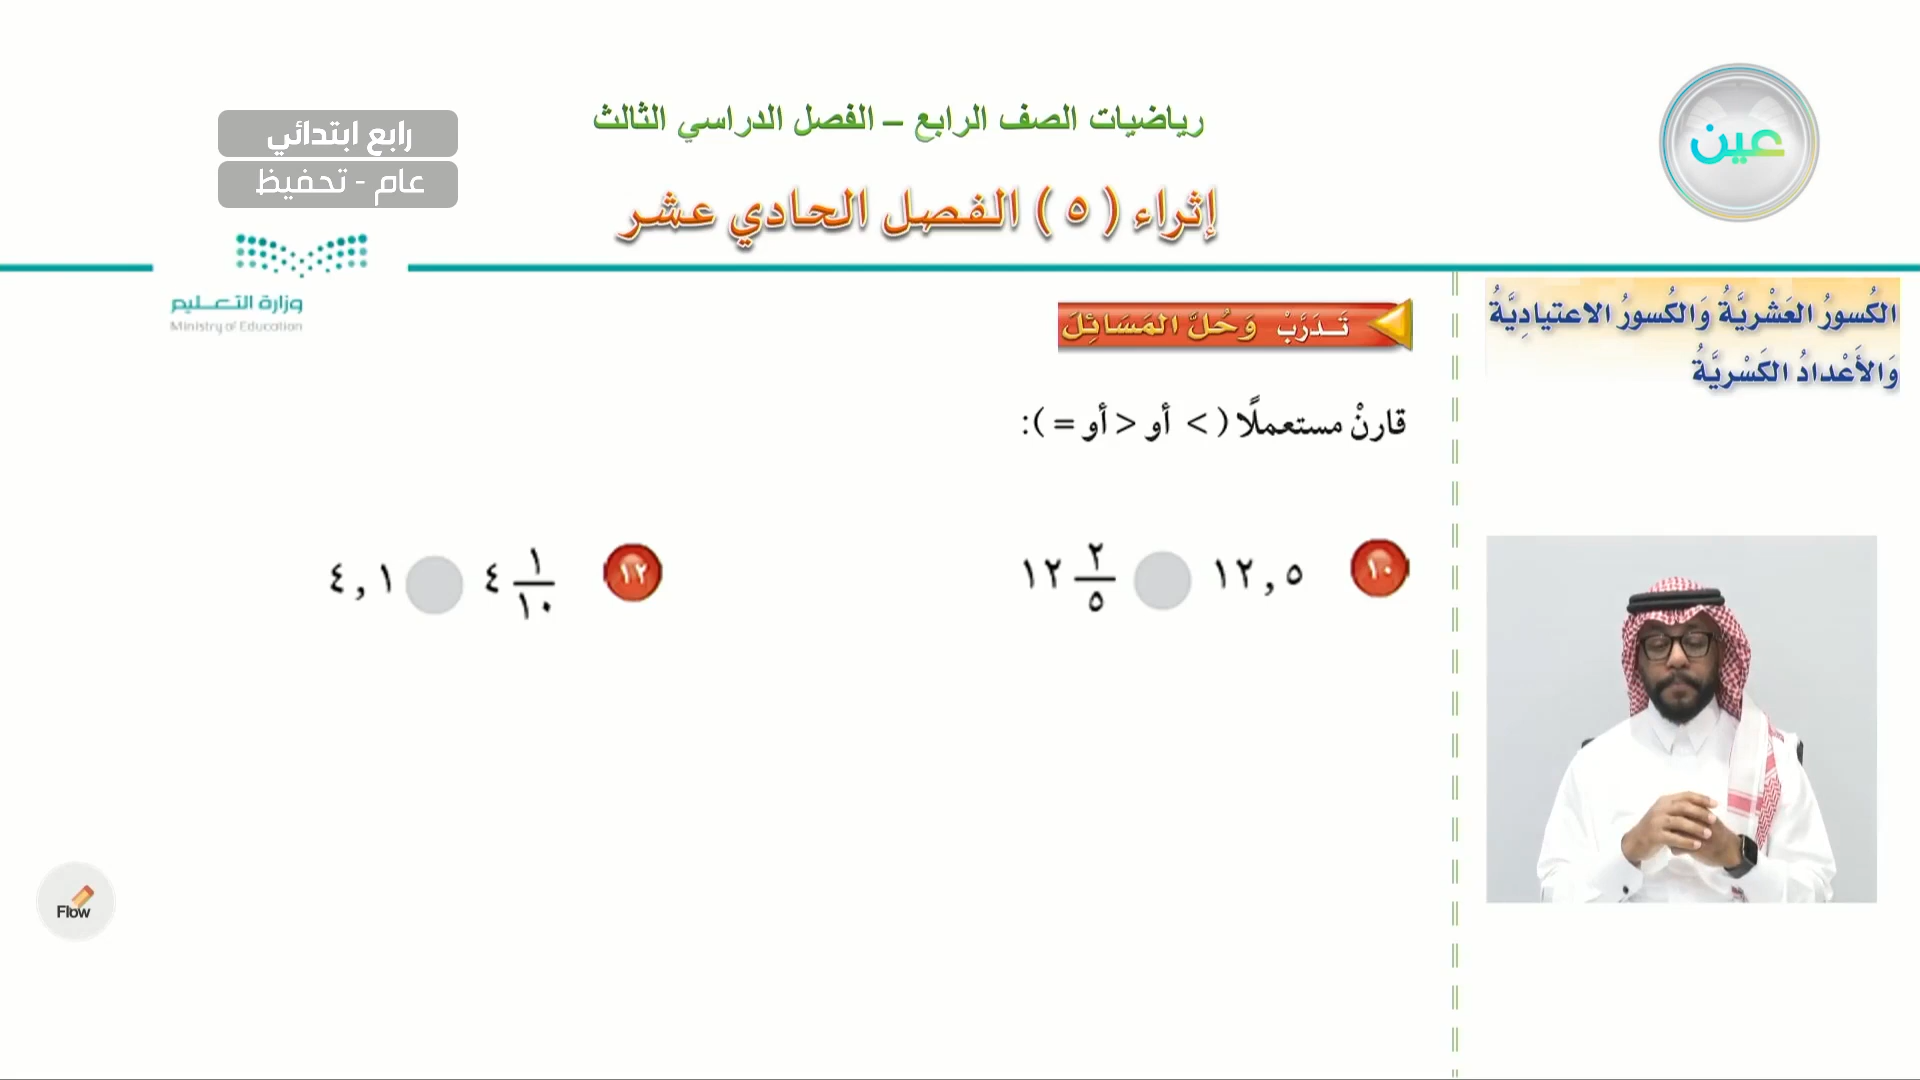 رياضيات الصف الرابع – الفصل الدراسي الثالث
إثراء ( ٥ ) الفصل الحادي عشر
عين
رابع ابتدائي
عام - تحفيظ
وزارة التعـــليم
Ministry of Education
الكُسورُ العَشْريَّةُ وَالكُسورُ الاعتياديَّةُ
وَالأَعْدادُ الكَسْريَّةُ
تَـدَرَّبْ وَحُلَّ المَسَائِلَ
قارنْ مستعملًا ( > أو < أو = ):
١٠ ١٢,٥ ١٢ ٢/٥
١٢ ٤ ١/١٠ ٤,١
Flow